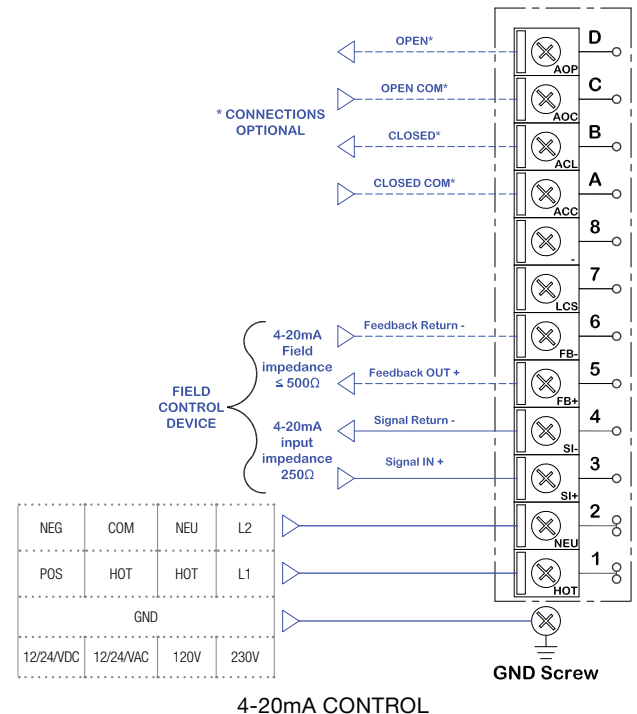 OPEN*
D
AOP
OPEN COM*
C
AOC
* CONNECTIONS
OPTIONAL
CLOSED*
B
ACL
CLOSED COM*
A
ACC
8
-
7
LCS
4-20mA
Field
impedance
≤ 500Ω
Feedback Return -
6
FB-
Feedback OUT +
5
FB+
FIELD
CONTROL
DEVICE
4-20mA
input
impedance
250Ω
Signal Return -
4
SI-
Signal IN +
3
SI+
NEG COM NEU L2
2
NEU
POS HOT HOT L1
1
HOT
GND
12/24/VDC 12/24/VAC 120V 230V
GND Screw
4-20mA CONTROL